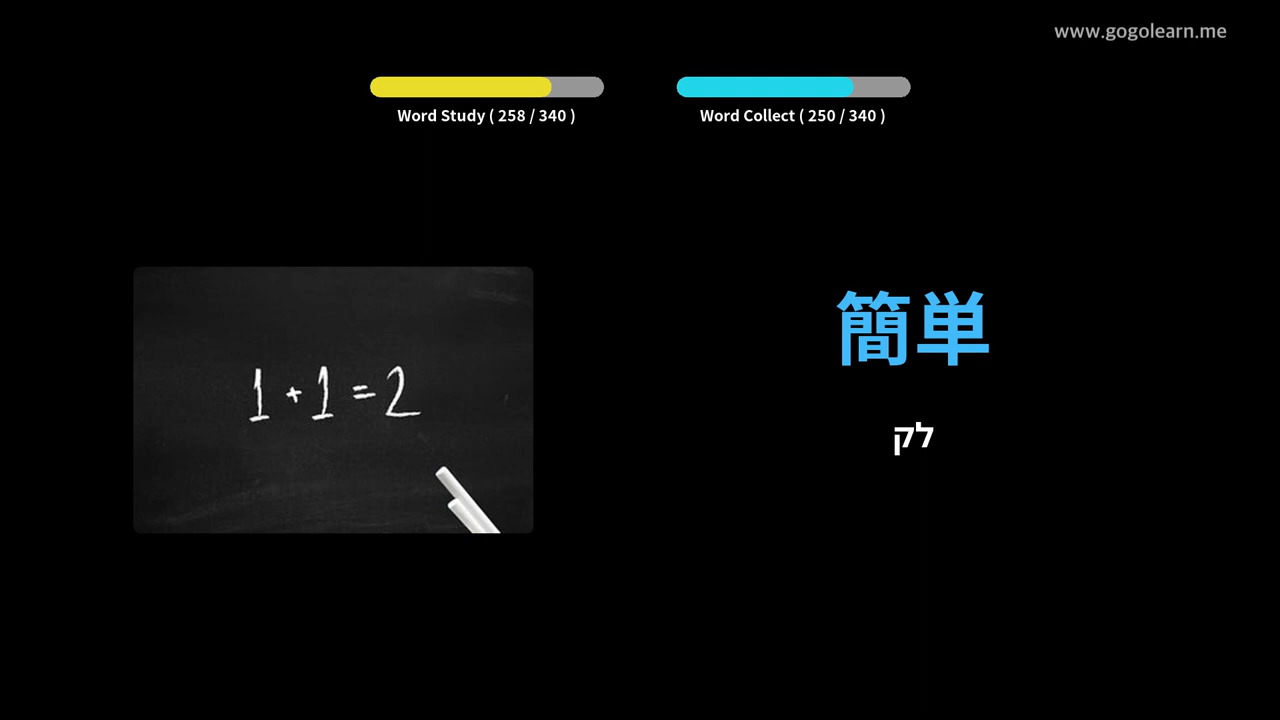 www.gogolearn.me
Word Study ( 258 / 340 )
Word Collect ( 250 / 340 )
簡単
1 + 1 = 2
לק